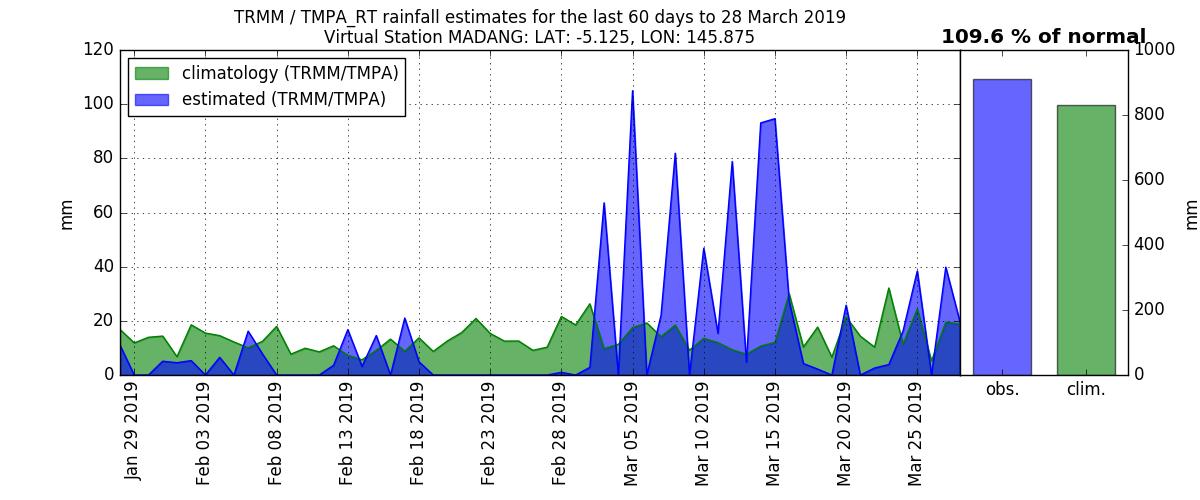 TRMM / TMPA_RT rainfall estimates for the last 60 days to 28 March 2019
Virtual Station MADANG: LAT: -5.125, LON: 145.875
109.6 % of normal
climatology (TRMM/TMPA)
estimated (TRMM/TMPA)
mm
120
100
80
60
40
20
0
Jan 29 2019
Feb 03 2019
Feb 08 2019
Feb 13 2019
Feb 18 2019
Feb 23 2019
Feb 28 2019
Mar 05 2019
Mar 10 2019
Mar 15 2019
Mar 20 2019
Mar 25 2019
obs.
clim.
1000
800
600
400
200
0
mm